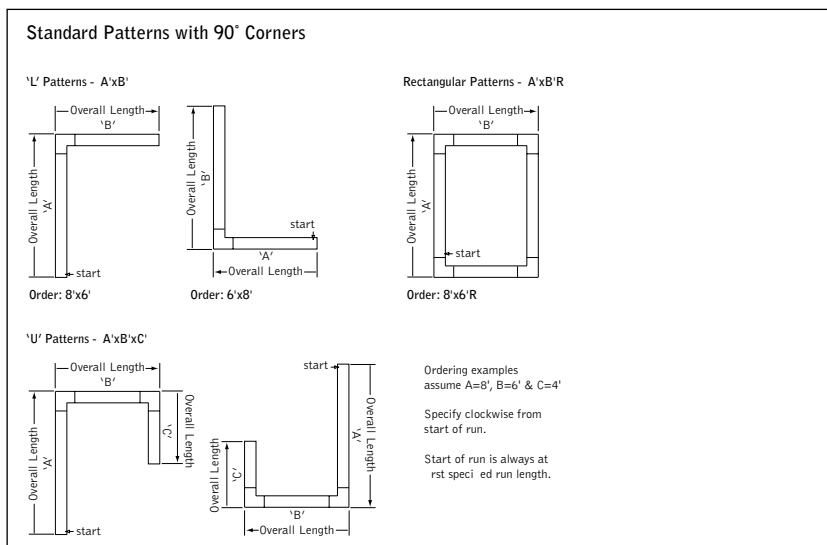 Standard Patterns with 90° Corners
‘L’ Patterns - A'xB'
Overall Length
‘B’
Overall Length
‘A’
start
Order: 8'x6'
Overall Length
‘B’
start
‘A’
Overall Length
Order: 6'x8'
Rectangular Patterns - A'xB'R
Overall Length
‘B’
Overall Length
‘A’
start
Order: 8'x6'R
‘U’ Patterns - A'xB'xC'
Overall Length
‘B’
Overall Length
‘A’
Overall Length
‘C’
start
start
Overall Length
‘A’
Overall Length
‘C’
‘B’
Overall Length
Ordering examples
assume A=8', B=6' & C=4'
Specify clockwise from
start of run.
Start of run is always at
rst speci ed run length.